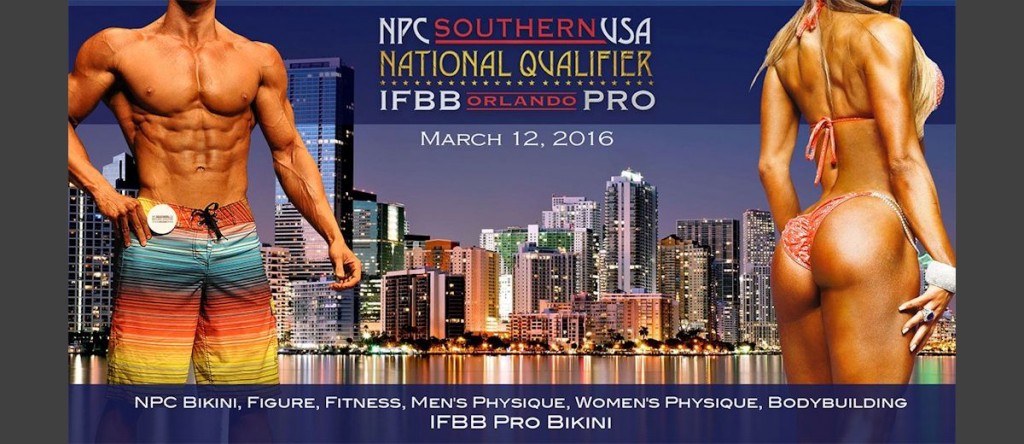 NPC SOUTHERN USA
NATIONAL QUALIFIER
IFBB ORLANDO PRO
MARCH 12, 2016
NPC BIKINI, FIGURE, FITNESS, MEN'S PHYSIQUE, WOMEN'S PHYSIQUE, BODYBUILDING
IFBB PRO BIKINI